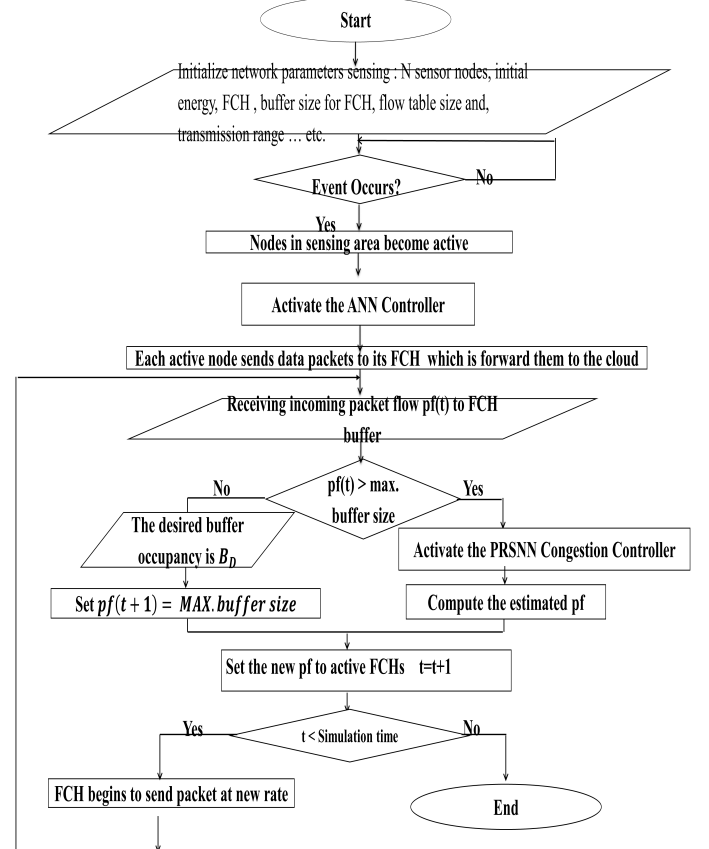 Start
Initialize network parameters sensing : N sensor nodes, initial
energy, FCH , buffer size for FCH, flow table size and,
transmission range … etc.
Event Occurs?
No
Yes
Nodes in sensing area become active
Activate the ANN Controller
Each active node sends data packets to its FCH which is forward them to the cloud
Receiving incoming packet flow pf(t) to FCH
buffer
pf(t) > max.
buffer size
No
Yes
The desired buffer
occupancy is B_D
Activate the PRSNN Congestion Controller
Set pf(t + 1) = MAX. buffer size
Compute the estimated pf
Set the new pf to active FCHs t=t+1
t < Simulation time
Yes
No
FCH begins to send packet at new rate
End